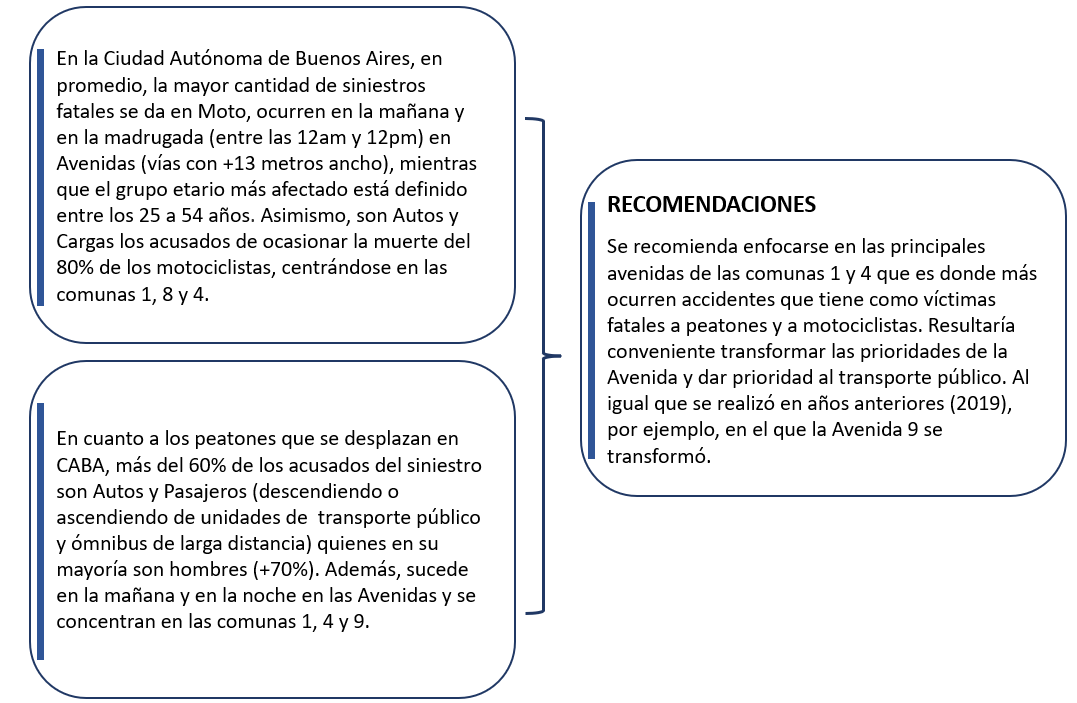 En la Ciudad Autónoma de Buenos Aires, en
promedio, la mayor cantidad de siniestros
fatales se da en Moto, ocurren en la mañana y
en la madrugada (entre las 12am y 12pm) en
Avenidas (vías con +13 metros ancho), mientras
que el grupo etario más afectado está definido
entre los 25 a 54 años. Asimismo, son Autos y
Cargas los acusados de ocasionar la muerte del
80% de los motociclistas, centrándose en las
comunas 1, 8 y 4.
En cuanto a los peatones que se desplazan en
CABA, más del 60% de los acusados del siniestro
son Autos y Pasajeros (descendiendo o
ascendiendo de unidades de  transporte público
y ómnibus de larga distancia) quienes en su
mayoría son hombres (+70%). Además, sucede
en la mañana y en la noche en las Avenidas y se
concentran en las comunas 1, 4 y 9.
RECOMENDACIONES
Se recomienda enfocarse en las principales
avenidas de las comunas 1 y 4 que es donde más
ocurren accidentes que tiene como víctimas
fatales a peatones y a motociclistas. Resultaría
conveniente transformar las prioridades de la
Avenida y dar prioridad al transporte público. Al
igual que se realizó en años anteriores (2019),
por ejemplo, en el que la Avenida 9 se
transformó.